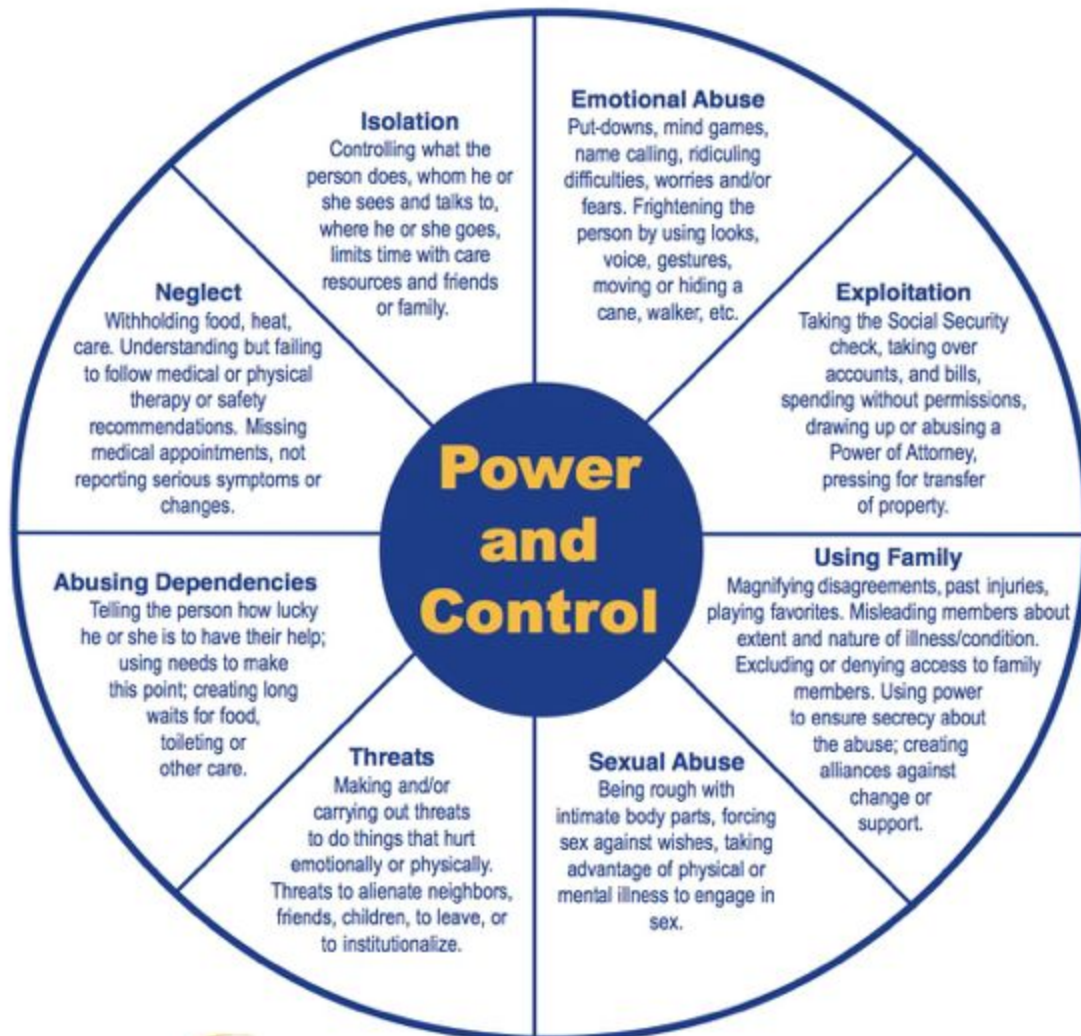 Emotional Abuse
Put-downs, mind games,
name calling, ridiculing
difficulties, worries and/or
fears. Frightening the
person by using looks,
voice, gestures,
moving or hiding a
cane, walker, etc.
Exploitation
Taking the Social Security
check, taking over
accounts, and bills,
spending without permissions,
drawing up or abusing a
Power of Attorney,
pressing for transfer
of property.
Using Family
Magnifying disagreements, past injuries,
playing favorites. Misleading members about
extent and nature of illness/condition.
Excluding or denying access to family
members. Using power
to ensure secrecy about
the abuse; creating
alliances against
change or
support.
Sexual Abuse
Being rough with
intimate body parts, forcing
sex against wishes, taking
advantage of physical or
mental illness to engage in
sex.
Threats
Making and/or
carrying out threats
to do things that hurt
emotionally or physically.
Threats to alienate neighbors,
friends, children, to leave, or
to institutionalize.
Abusing Dependencies
Telling the person how lucky
he or she is to have their help;
using needs to make
this point; creating long
waits for food,
toileting or
other care.
Neglect
Withholding food, heat,
care. Understanding but failing
to follow medical or physical
therapy or safety
recommendations. Missing
medical appointments, not
reporting serious symptoms or
changes.
Isolation
Controlling what the
person does, whom he or
she sees and talks to,
where he or she goes,
limits time with care
resources and friends
or family.
Power
and
Control